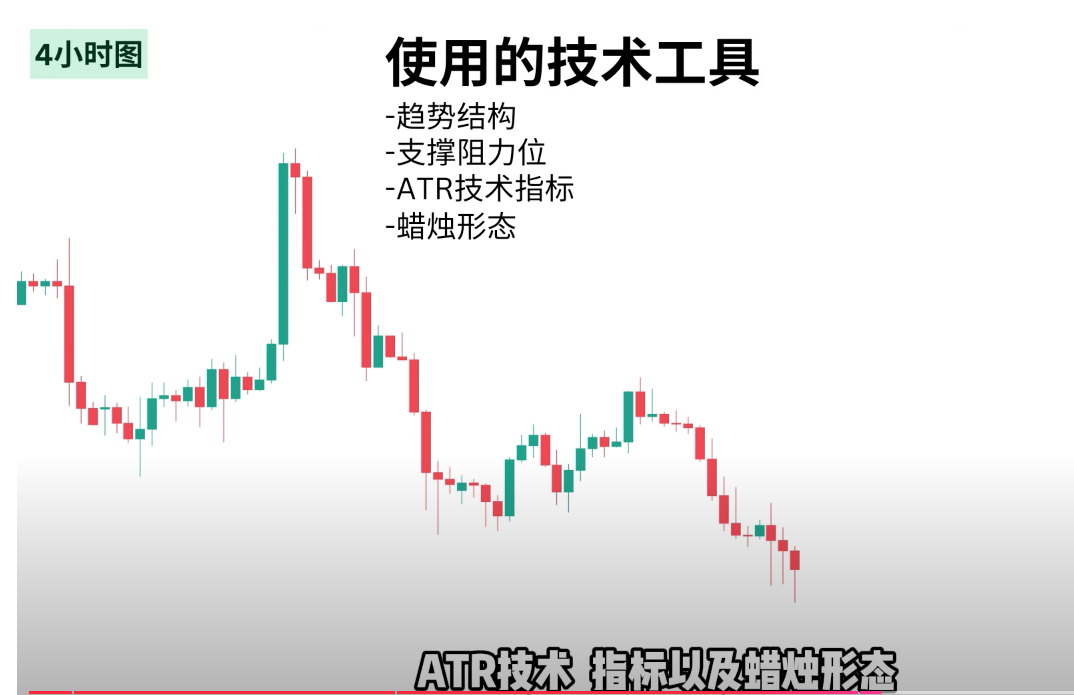 4小时图
使用的技术工具
-趋势结构
-支撑阻力位
-ATR技术指标
-蜡烛形态
ATR技术 指标以及蜡烛形态